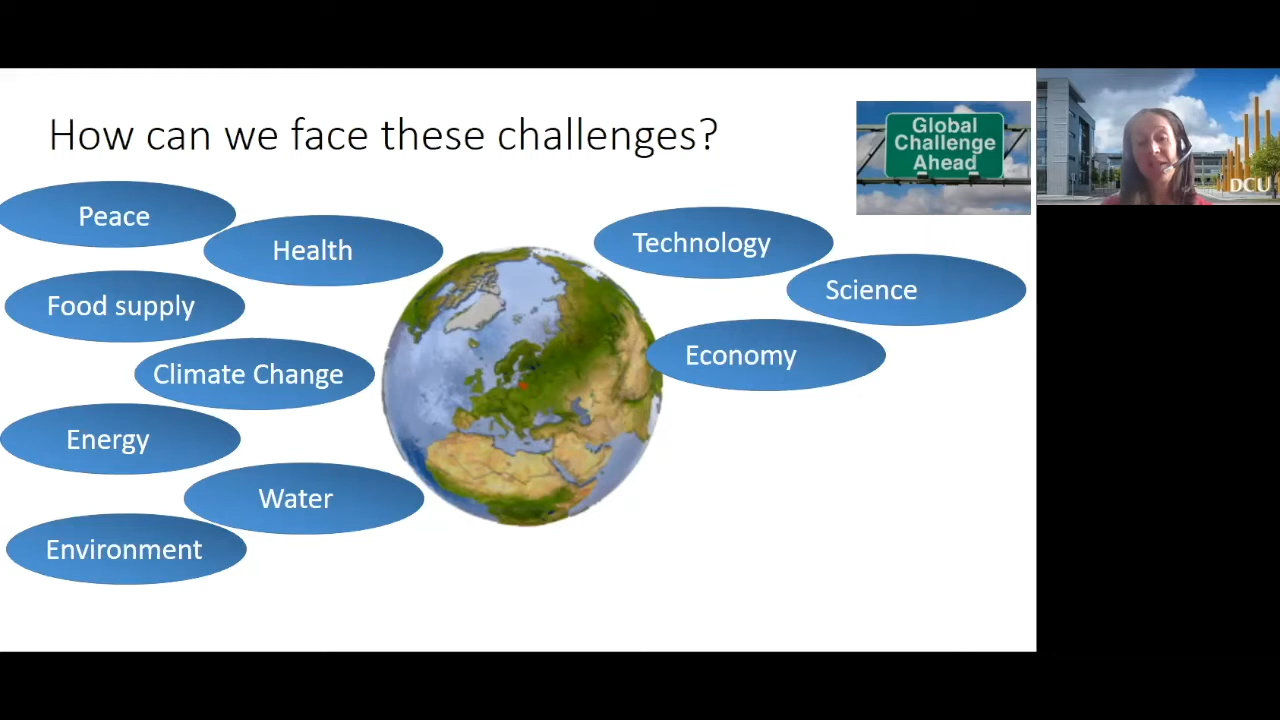 How can we face these challenges?
Global
Challenge
Ahead
DCU
Peace
Health
Technology
Food supply
Science
Climate Change
Economy
Energy
Water
Environment